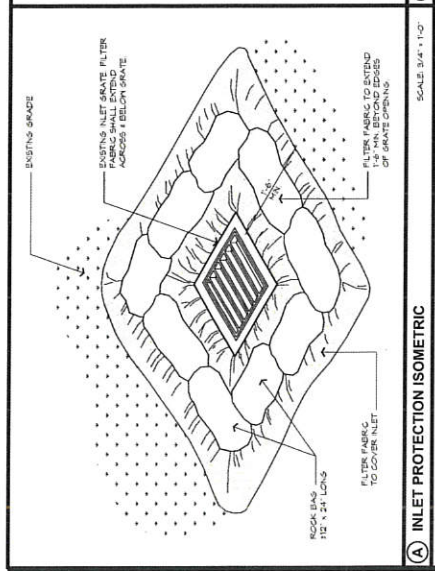 EXISTING GRADE
EXISTING INLET GRATE FILTER
FABRIC SHALL EXTEND
ACROSS & BELOW GRATE
1'-6"
MIN.
FILTER FABRIC TO EXTEND
1'-6" MIN. BEYOND EDGES
OF GRATE OPENING
ROCK BAG
±12" x 24" LONG
FILTER FABRIC
TO COVER INLET
A INLET PROTECTION ISOMETRIC
SCALE: 3/4" = 1'-0"